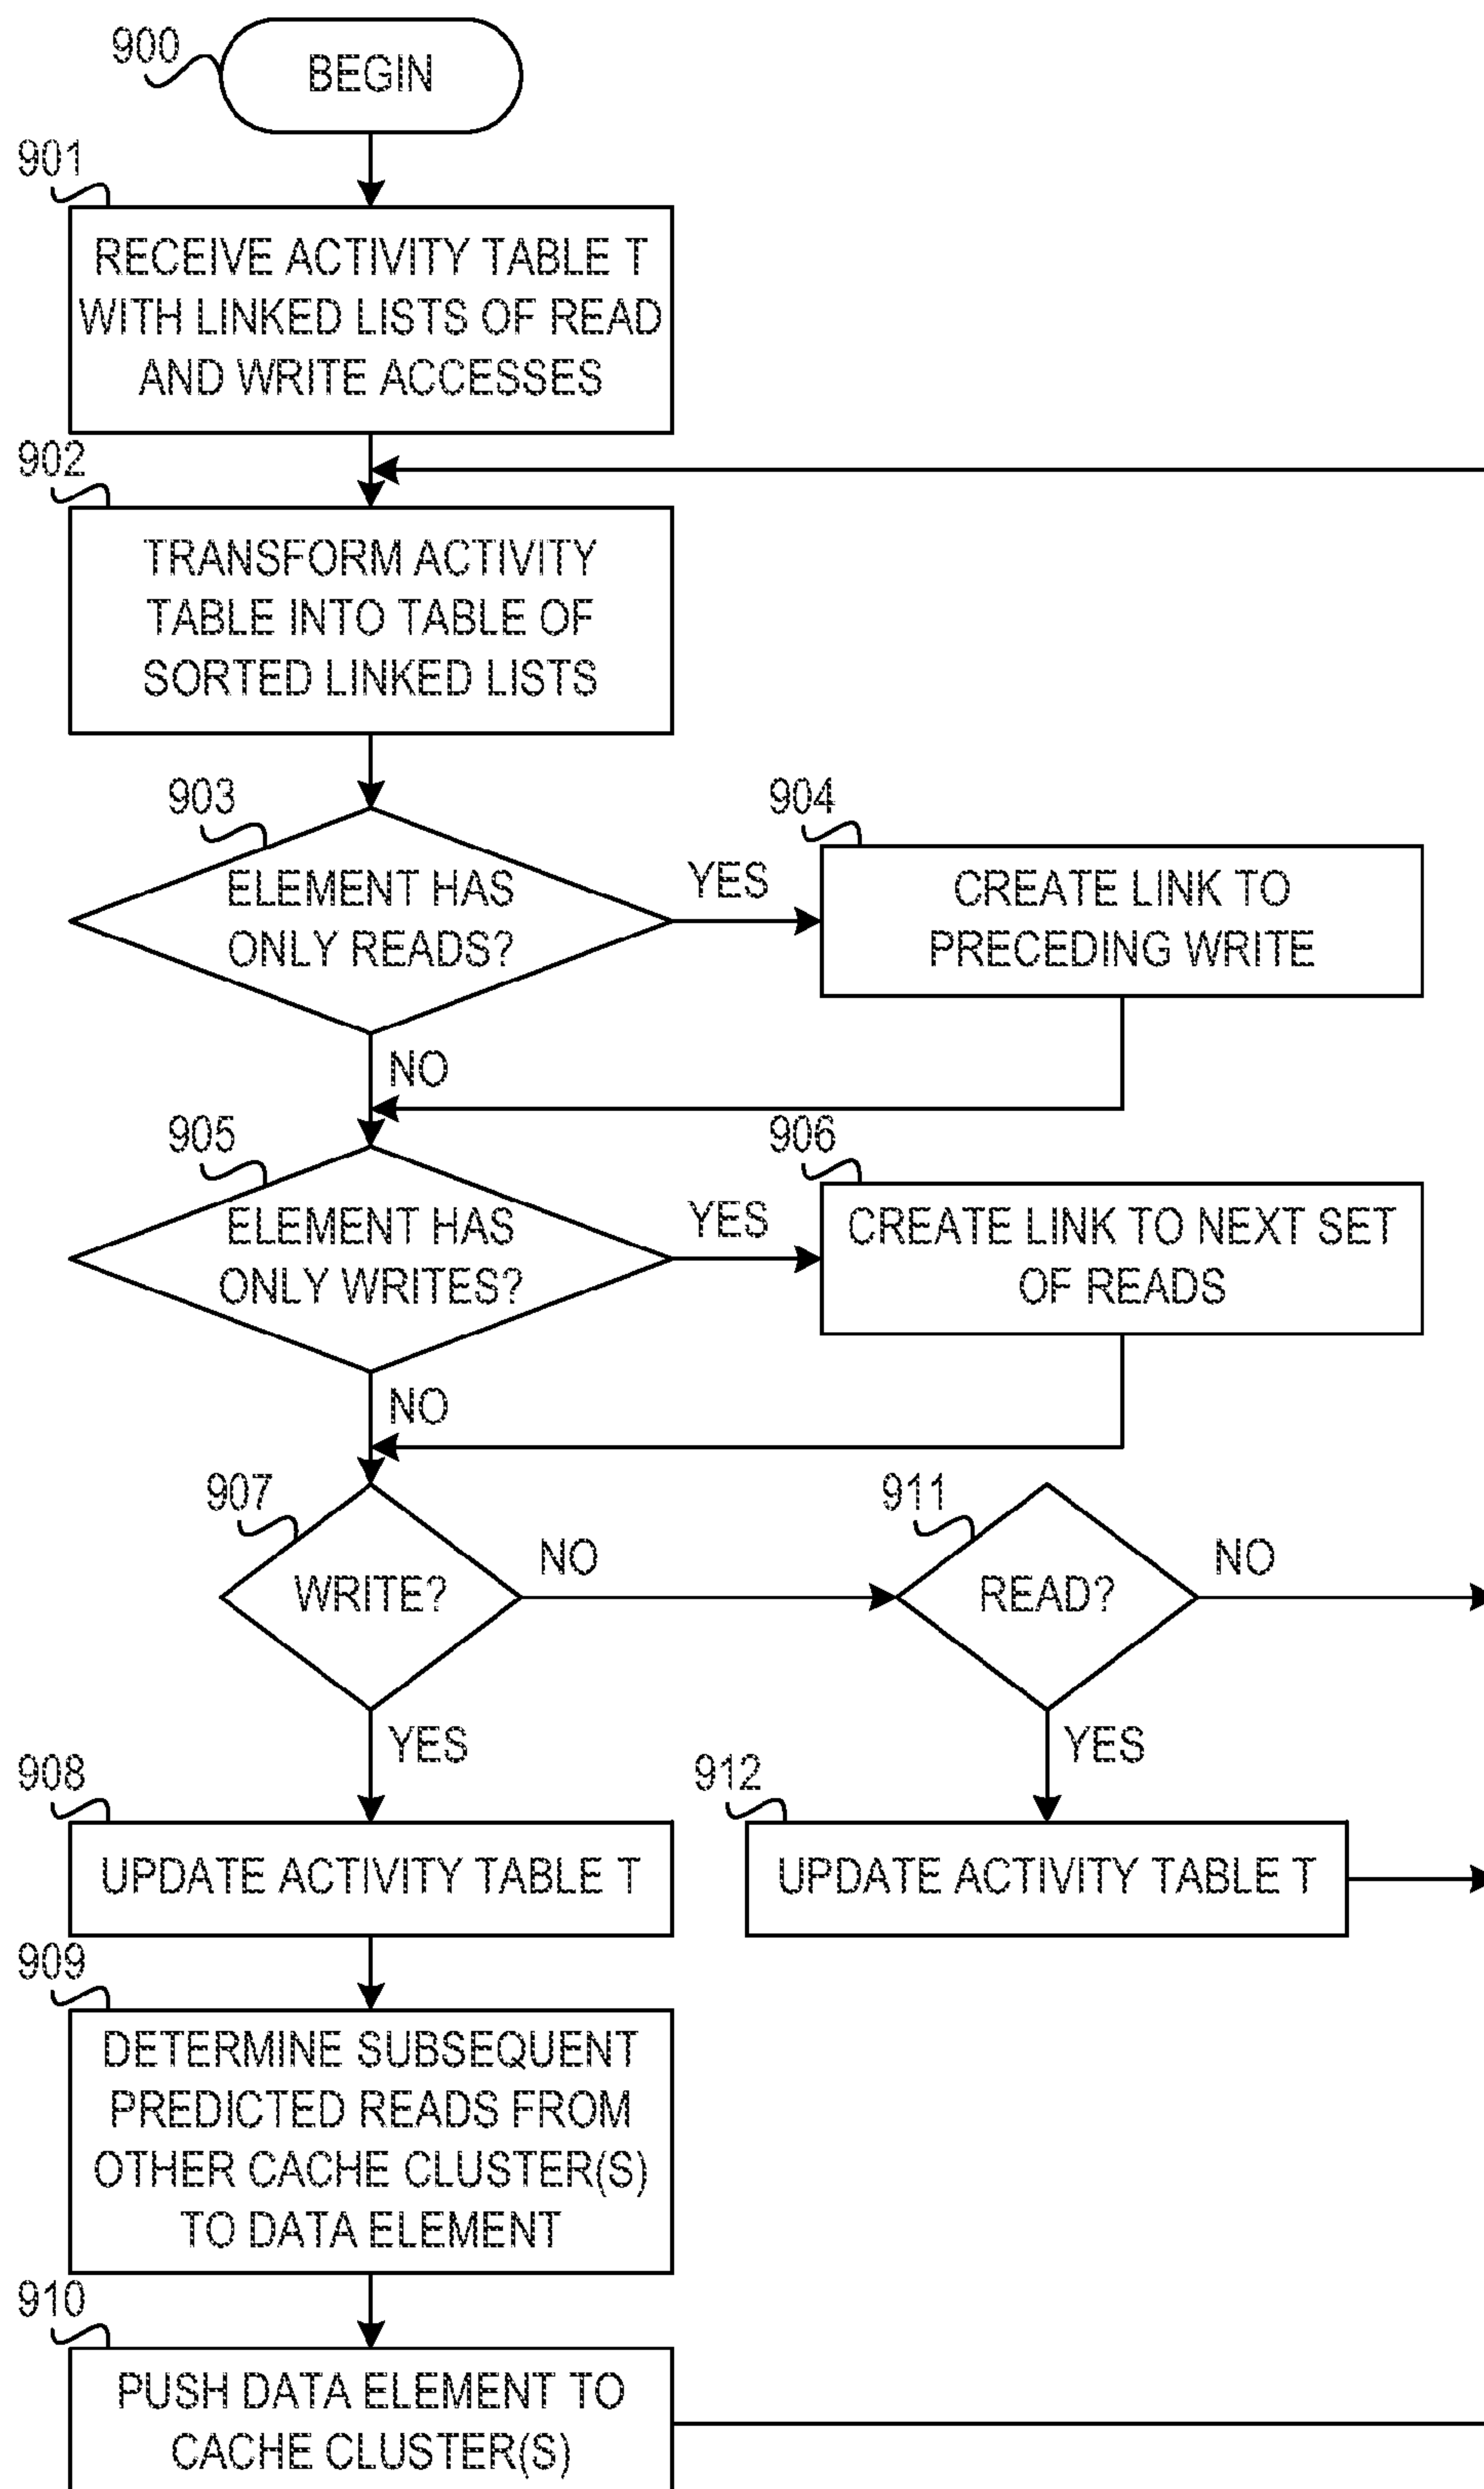 900
BEGIN
901
RECEIVE ACTIVITY TABLE T
WITH LINKED LISTS OF READ
AND WRITE ACCESSES
902
TRANSFORM ACTIVITY
TABLE INTO TABLE OF
SORTED LINKED LISTS
903
ELEMENT HAS
ONLY READS?
YES
904
CREATE LINK TO
PRECEDING WRITE
NO
905
ELEMENT HAS
ONLY WRITES?
YES
906
CREATE LINK TO NEXT SET
OF READS
NO
907
WRITE?
NO
911
READ?
NO
YES
YES
908
UPDATE ACTIVITY TABLE T
912
UPDATE ACTIVITY TABLE T
909
DETERMINE SUBSEQUENT
PREDICTED READS FROM
OTHER CACHE CLUSTER(S)
TO DATA ELEMENT
910
PUSH DATA ELEMENT TO
CACHE CLUSTER(S)